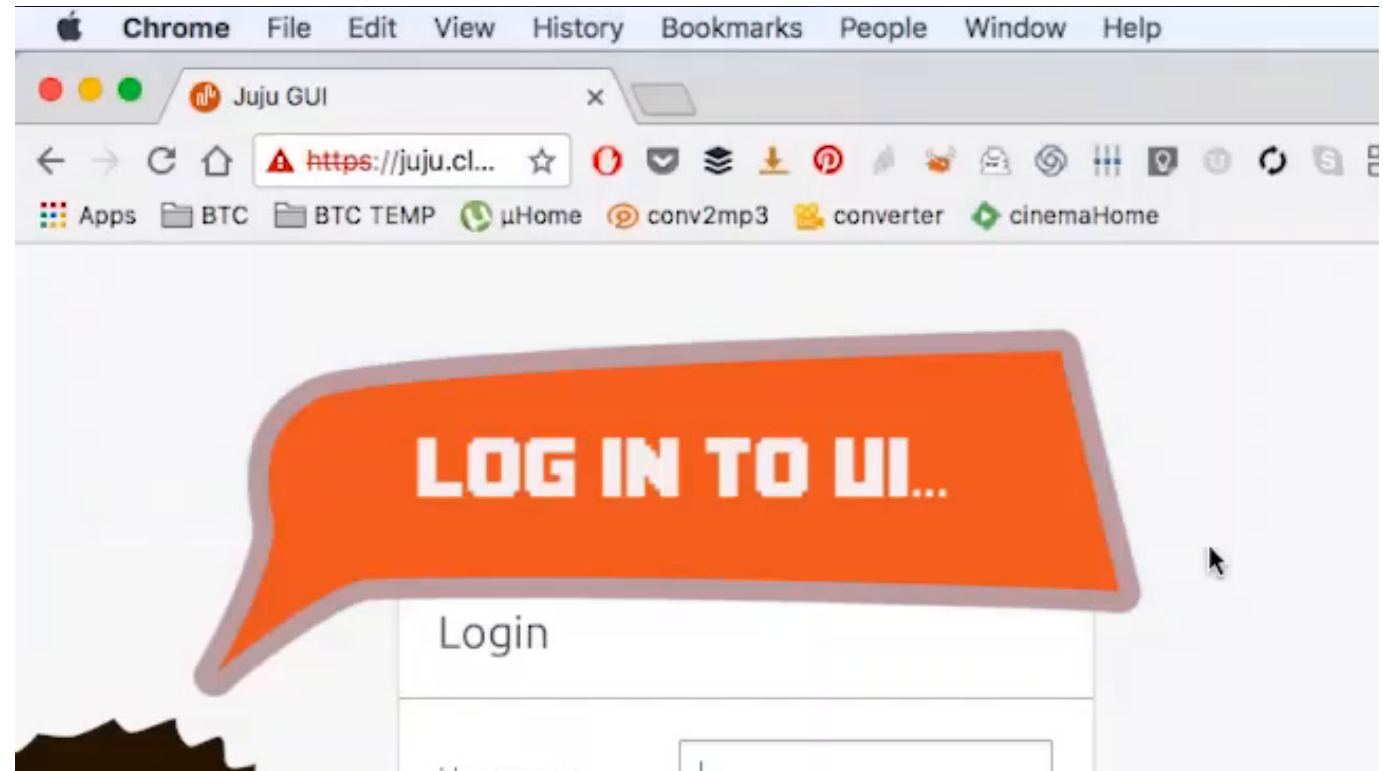 Chrome File Edit View History Bookmarks People Window Help
Juju GUI
https://juju.cl...
Apps BTC BTC TEMP µHome conv2mp3 converter cinemaHome
LOG IN TO UI...
Login